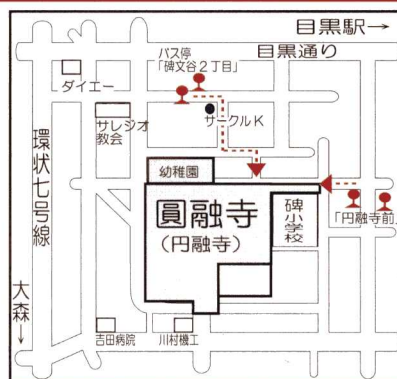 目黒駅→
目黒通り
バス停
「碑文谷2丁目」
ダイエー
サークルK
サレジオ
教会
環状七号線
幼稚園
圓融寺
(円融寺)
碑小学校
「円融寺前」
大森→
吉田病院
川村機工